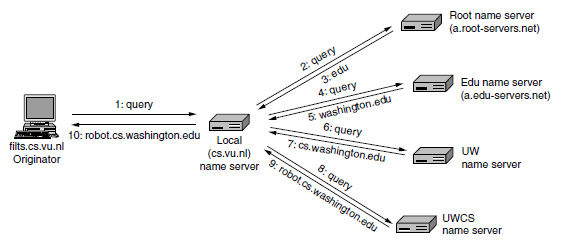 Root name server
(a.root-servers.net)
2: query
3: edu
4: query
5: washington.edu
Edu name server
(a.edu-servers.net)
1: query
10: robot.cs.washington.edu
filts.cs.vu.nl
Originator
Local
(cs.vu.nl)
name server
6: query
7: cs.washington.edu
UW
name server
8: query
9: robot.cs.washington.edu
UWCS
name server